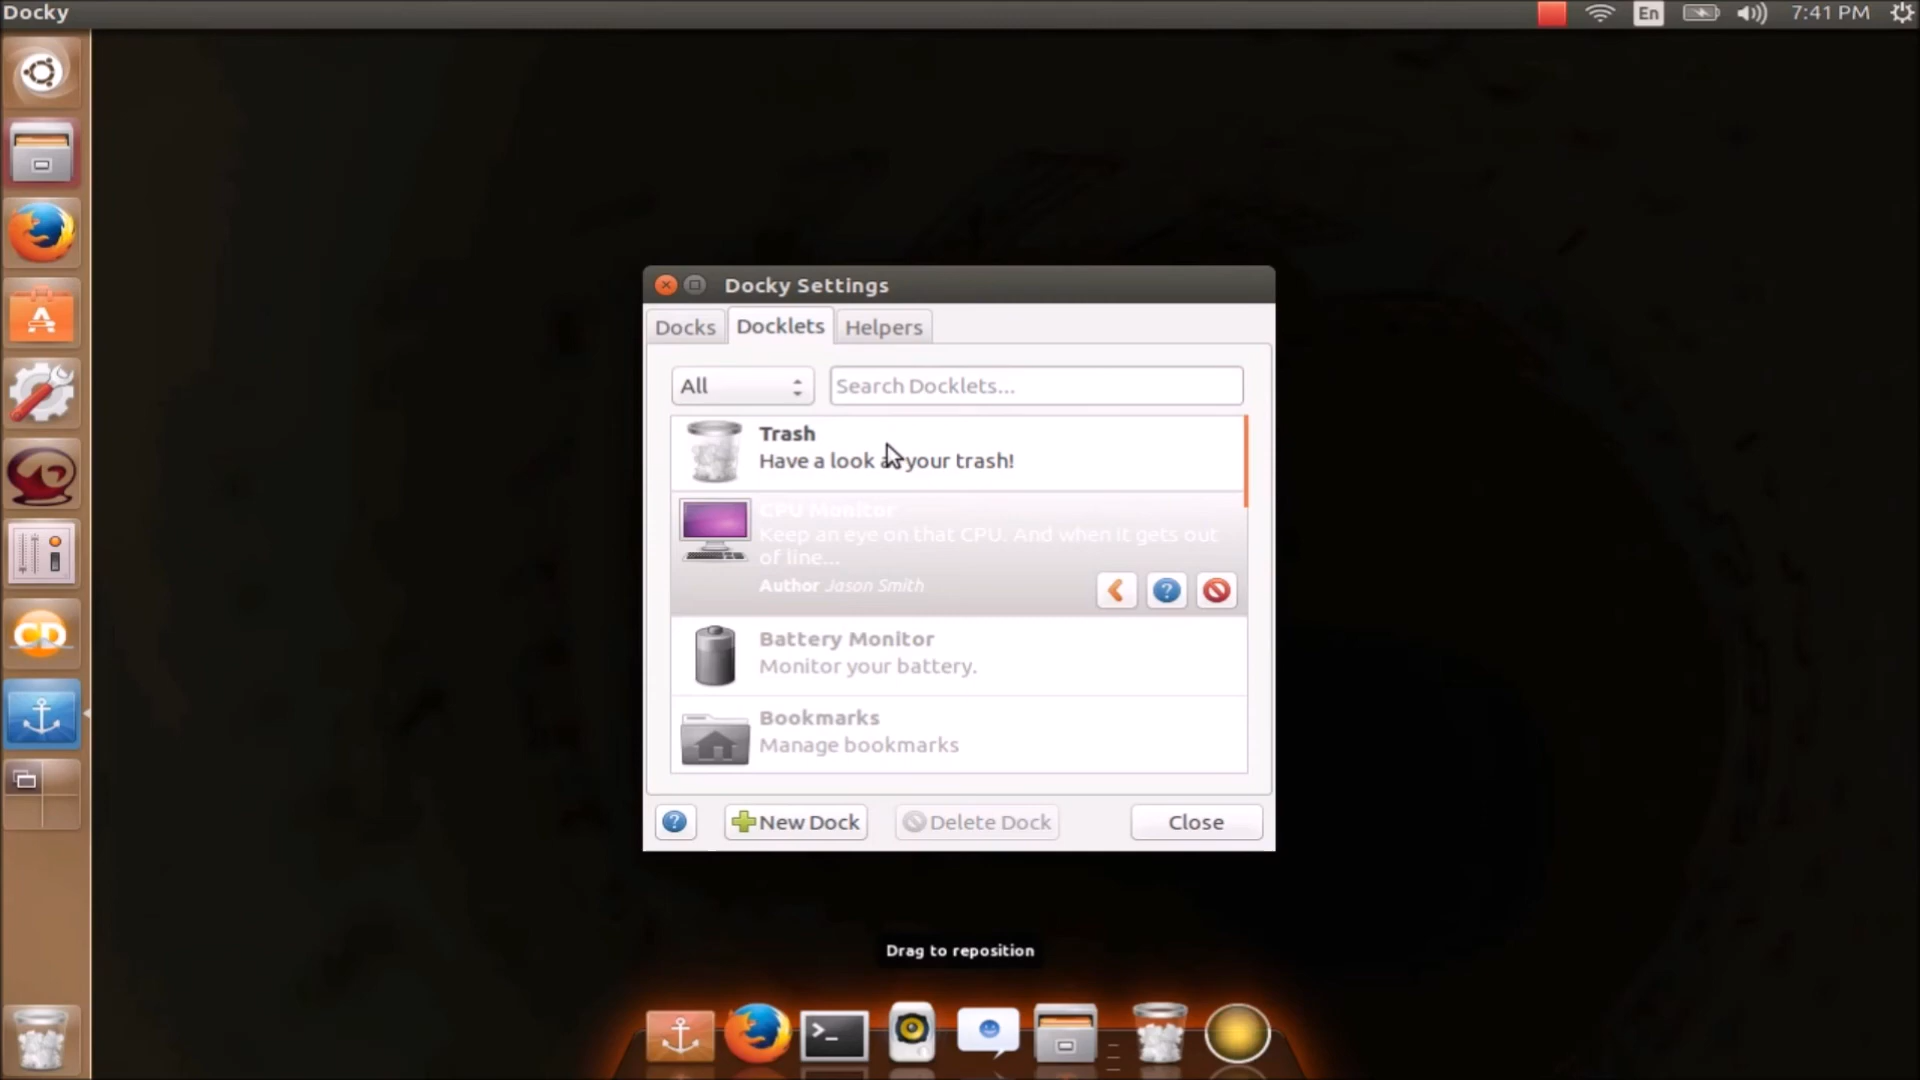 Docky
En
7:41 PM
Docky Settings
Docks
Docklets
Helpers
All
Search Docklets...
Trash
Have a look at your trash!
CPU Monitor
Keep an eye on that CPU. And when it gets out
of line...
Author Jason Smith
Battery Monitor
Monitor your battery.
Bookmarks
Manage bookmarks
New Dock
Delete Dock
Close
Drag to reposition